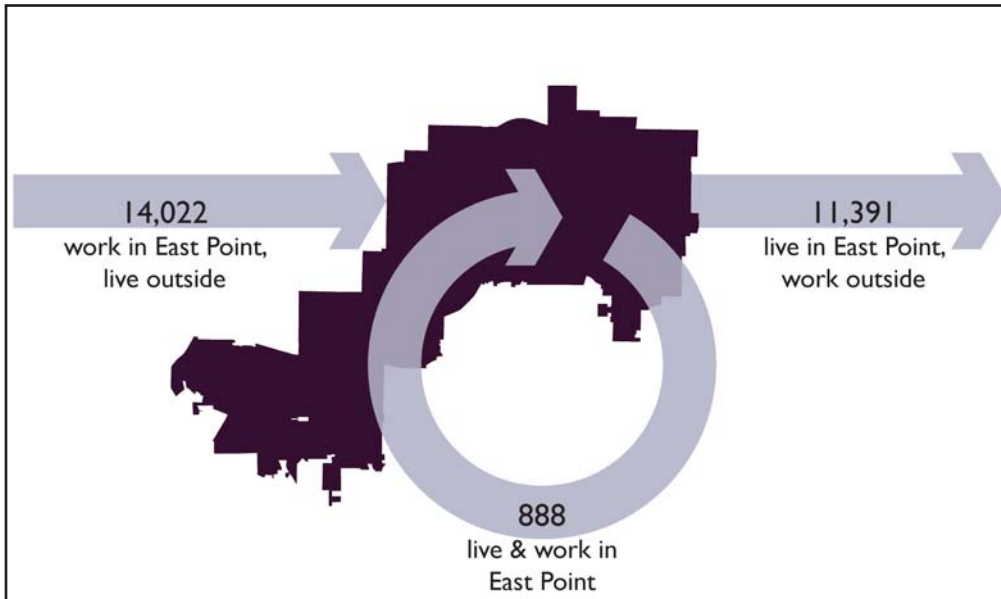 14,022
work in East Point,
live outside
11,391
live in East Point,
work outside
888
live & work in
East Point